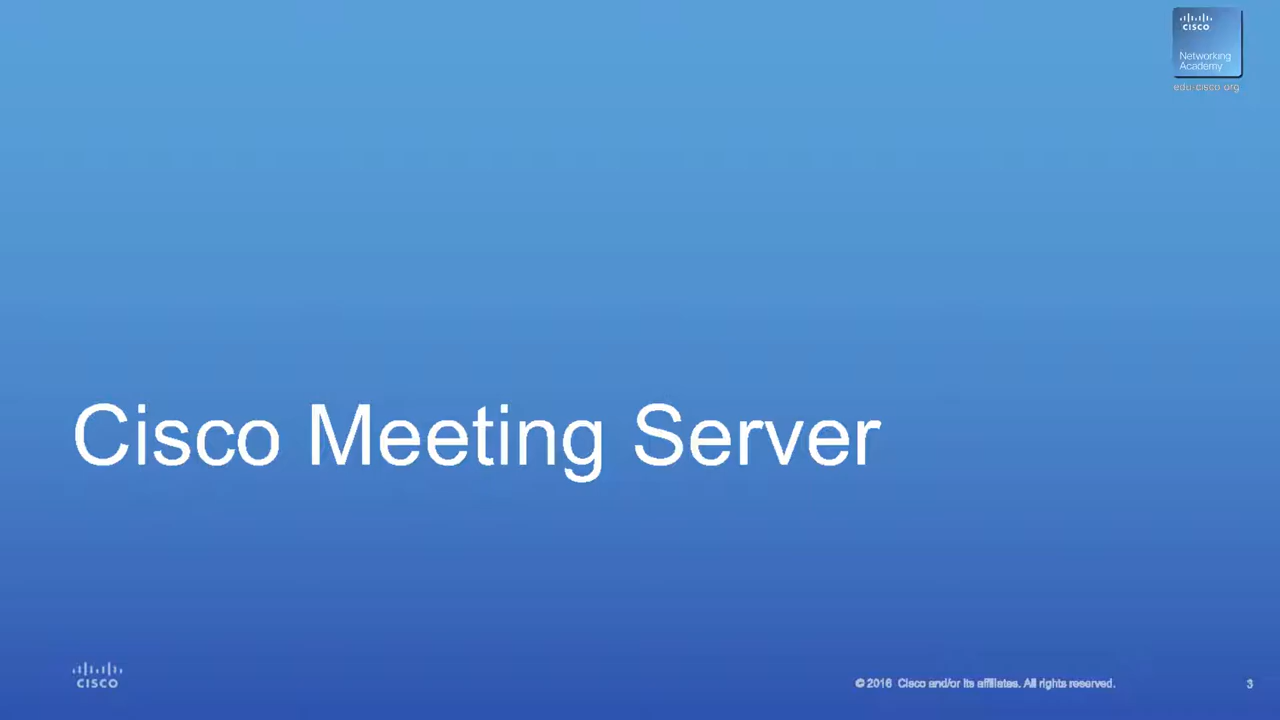 CISCO
Networking
Academy
edu-cisco.org
Cisco Meeting Server
CISCO
© 2016 Cisco and/or its affiliates. All rights reserved.
3